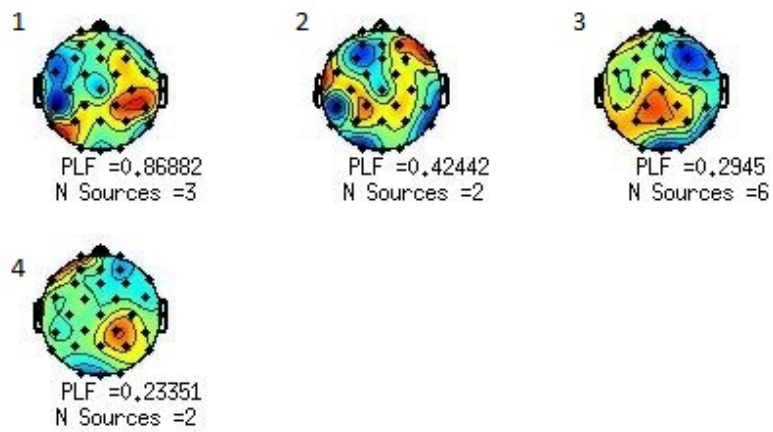 1
PLF =0.86882
N Sources =3
2
PLF =0.42442
N Sources =2
3
PLF =0.2945
N Sources =6
4
PLF =0.23351
N Sources =2